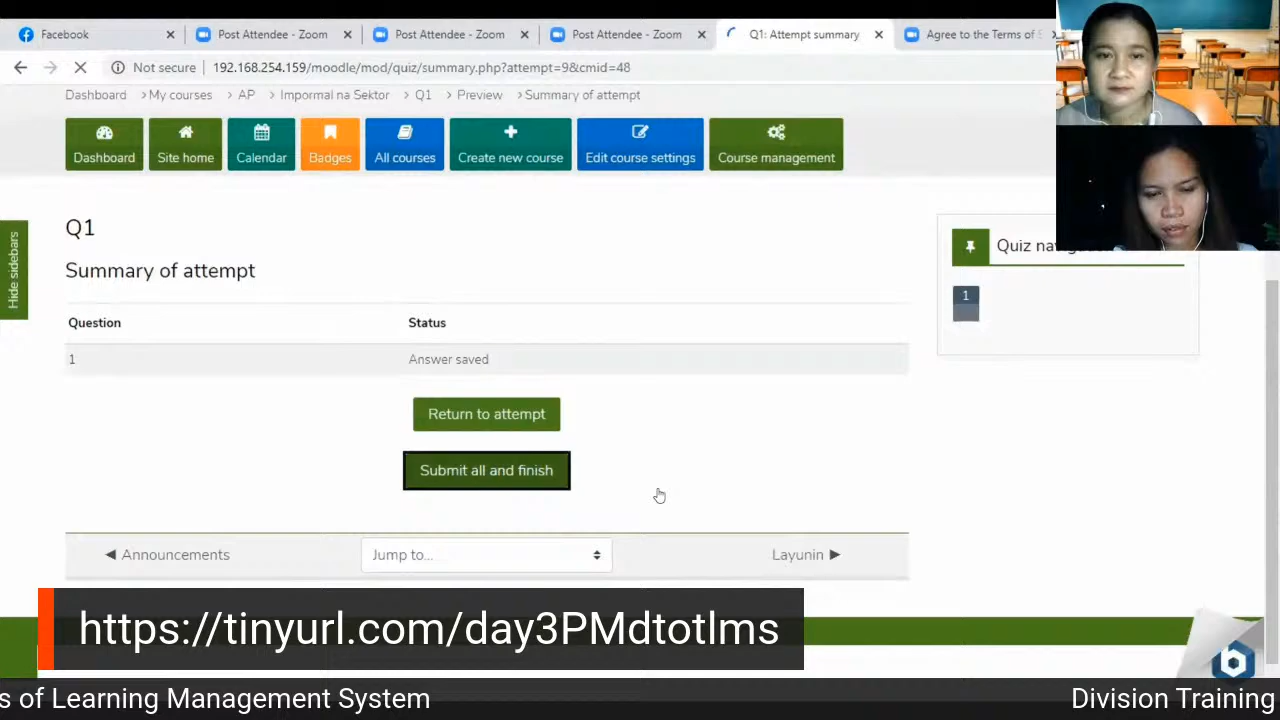 Facebook
Post Attendee - Zoom
Post Attendee - Zoom
Post Attendee - Zoom
Q1: Attempt summary
Agree to the Terms of
Not secure 192.168.254.159/moodle/mod/quiz/summary.php?attempt=9&cmid=48
Dashboard My courses AP Impormal na Sektor Q1 Preview Summary of attempt
Dashboard
Site home
Calendar
Badges
All courses
Create new course
Edit course settings
Course management
Hide sidebars
Q1
Summary of attempt
Quiz
1
Question Status
1 Answer saved
Return to attempt
Submit all and finish
Announcements
Jump to...
Layunin
https://tinyurl.com/day3PMdtotlms
s of Learning Management System
Division Training
b